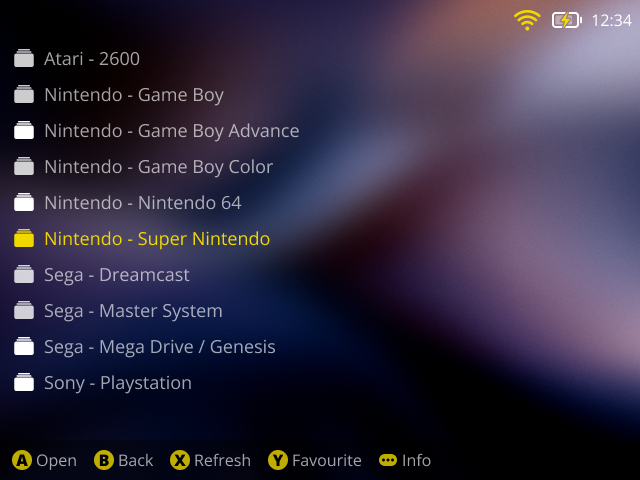 12:34
Atari - 2600
Nintendo - Game Boy
Nintendo - Game Boy Advance
Nintendo - Game Boy Color
Nintendo - Nintendo 64
Nintendo - Super Nintendo
Sega - Dreamcast
Sega - Master System
Sega - Mega Drive / Genesis
Sony - Playstation
A Open B Back X Refresh Y Favourite Info